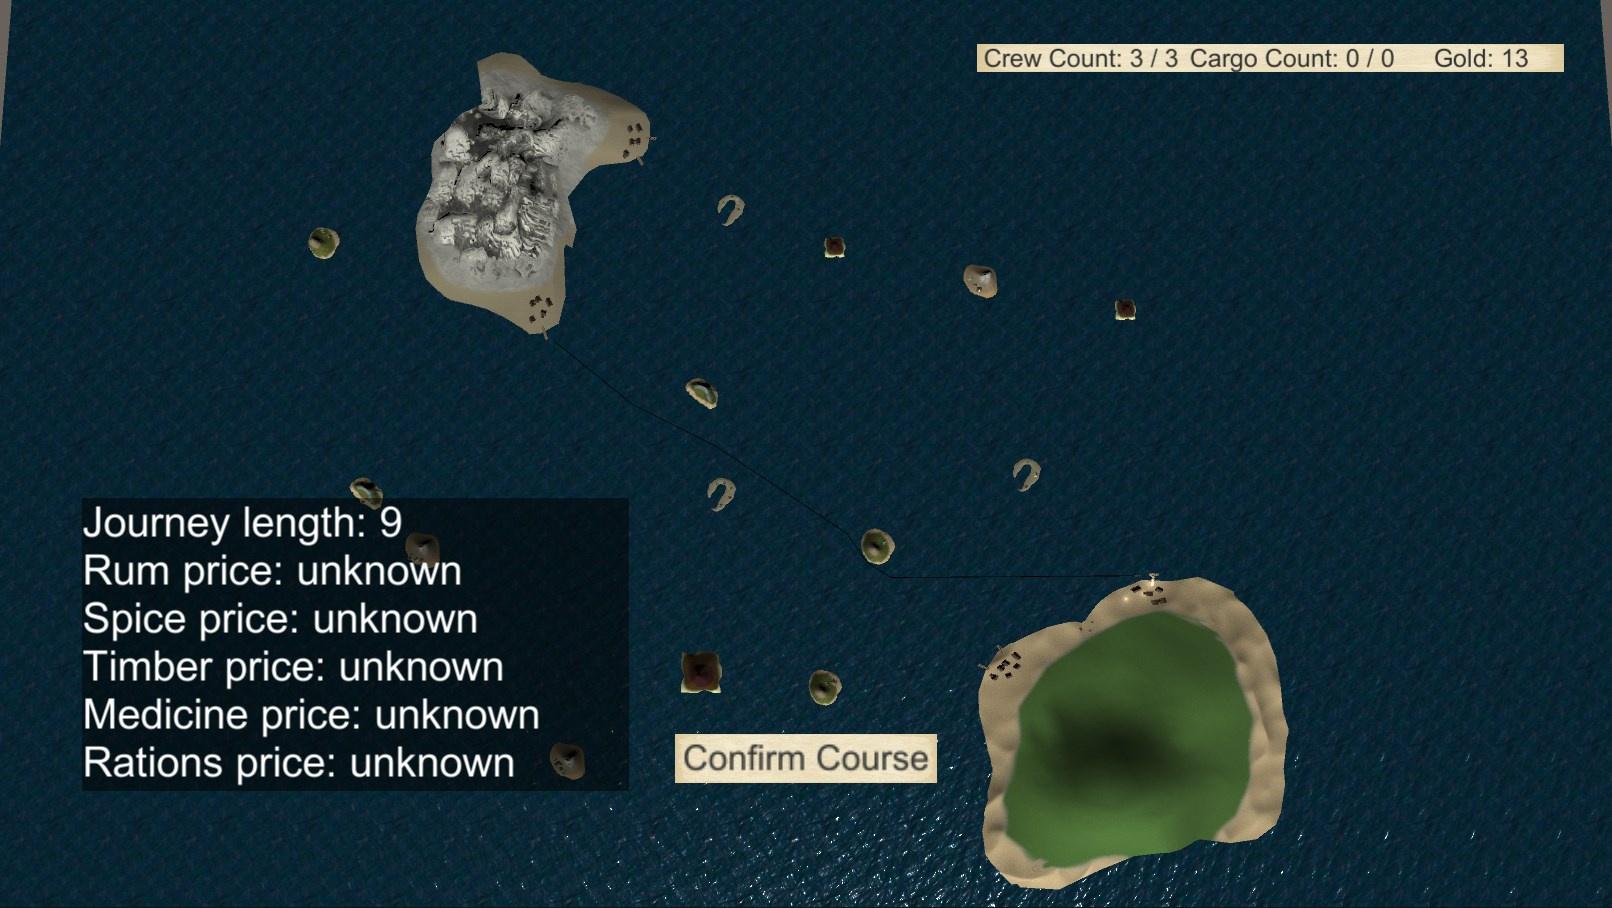 Crew Count: 3 / 3 Cargo Count: 0 / 0 Gold: 13
Journey length: 9
Rum price: unknown
Spice price: unknown
Timber price: unknown
Medicine price: unknown
Rations price: unknown
Confirm Course